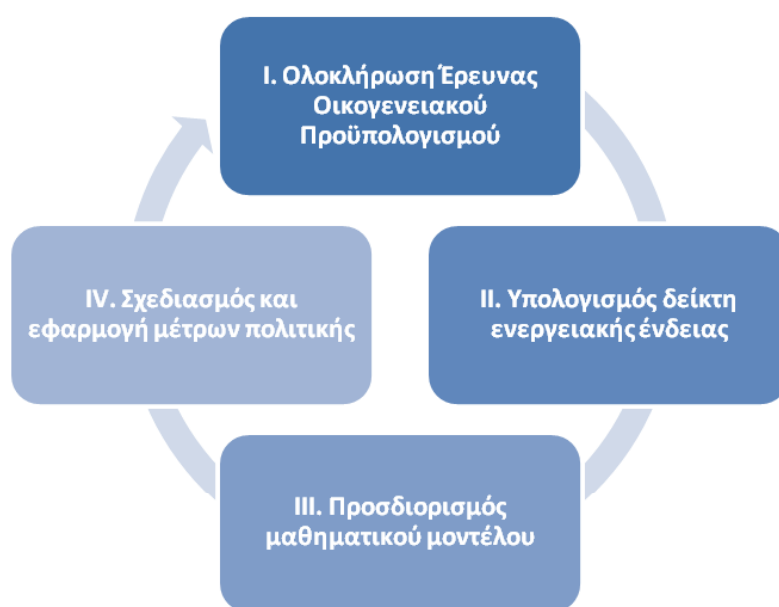 I. Ολοκλήρωση Έρευνας
Οικογενειακού
Προϋπολογισμού
II. Υπολογισμός δείκτη
ενεργειακής ένδειας
III. Προσδιορισμός
μαθηματικού μοντέλου
IV. Σχεδιασμός και
εφαρμογή μέτρων πολιτικής